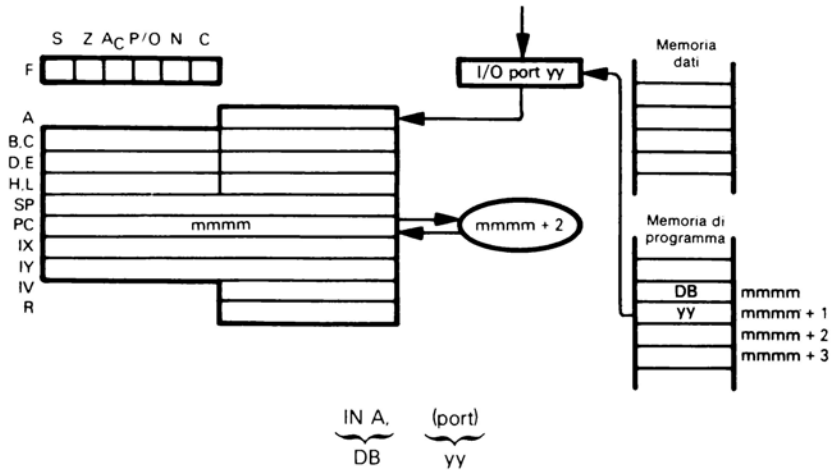 S Z AC P/O N C
F
I/O port yy
Memoria
dati
A
B.C
D.E
H.L
SP
PC mmmm
mmmm + 2
IX
IY
IV
R
Memoria di
programma
DB mmmm
yy mmmm + 1
mmmm + 2
mmmm + 3
IN A, (port)
DB yy